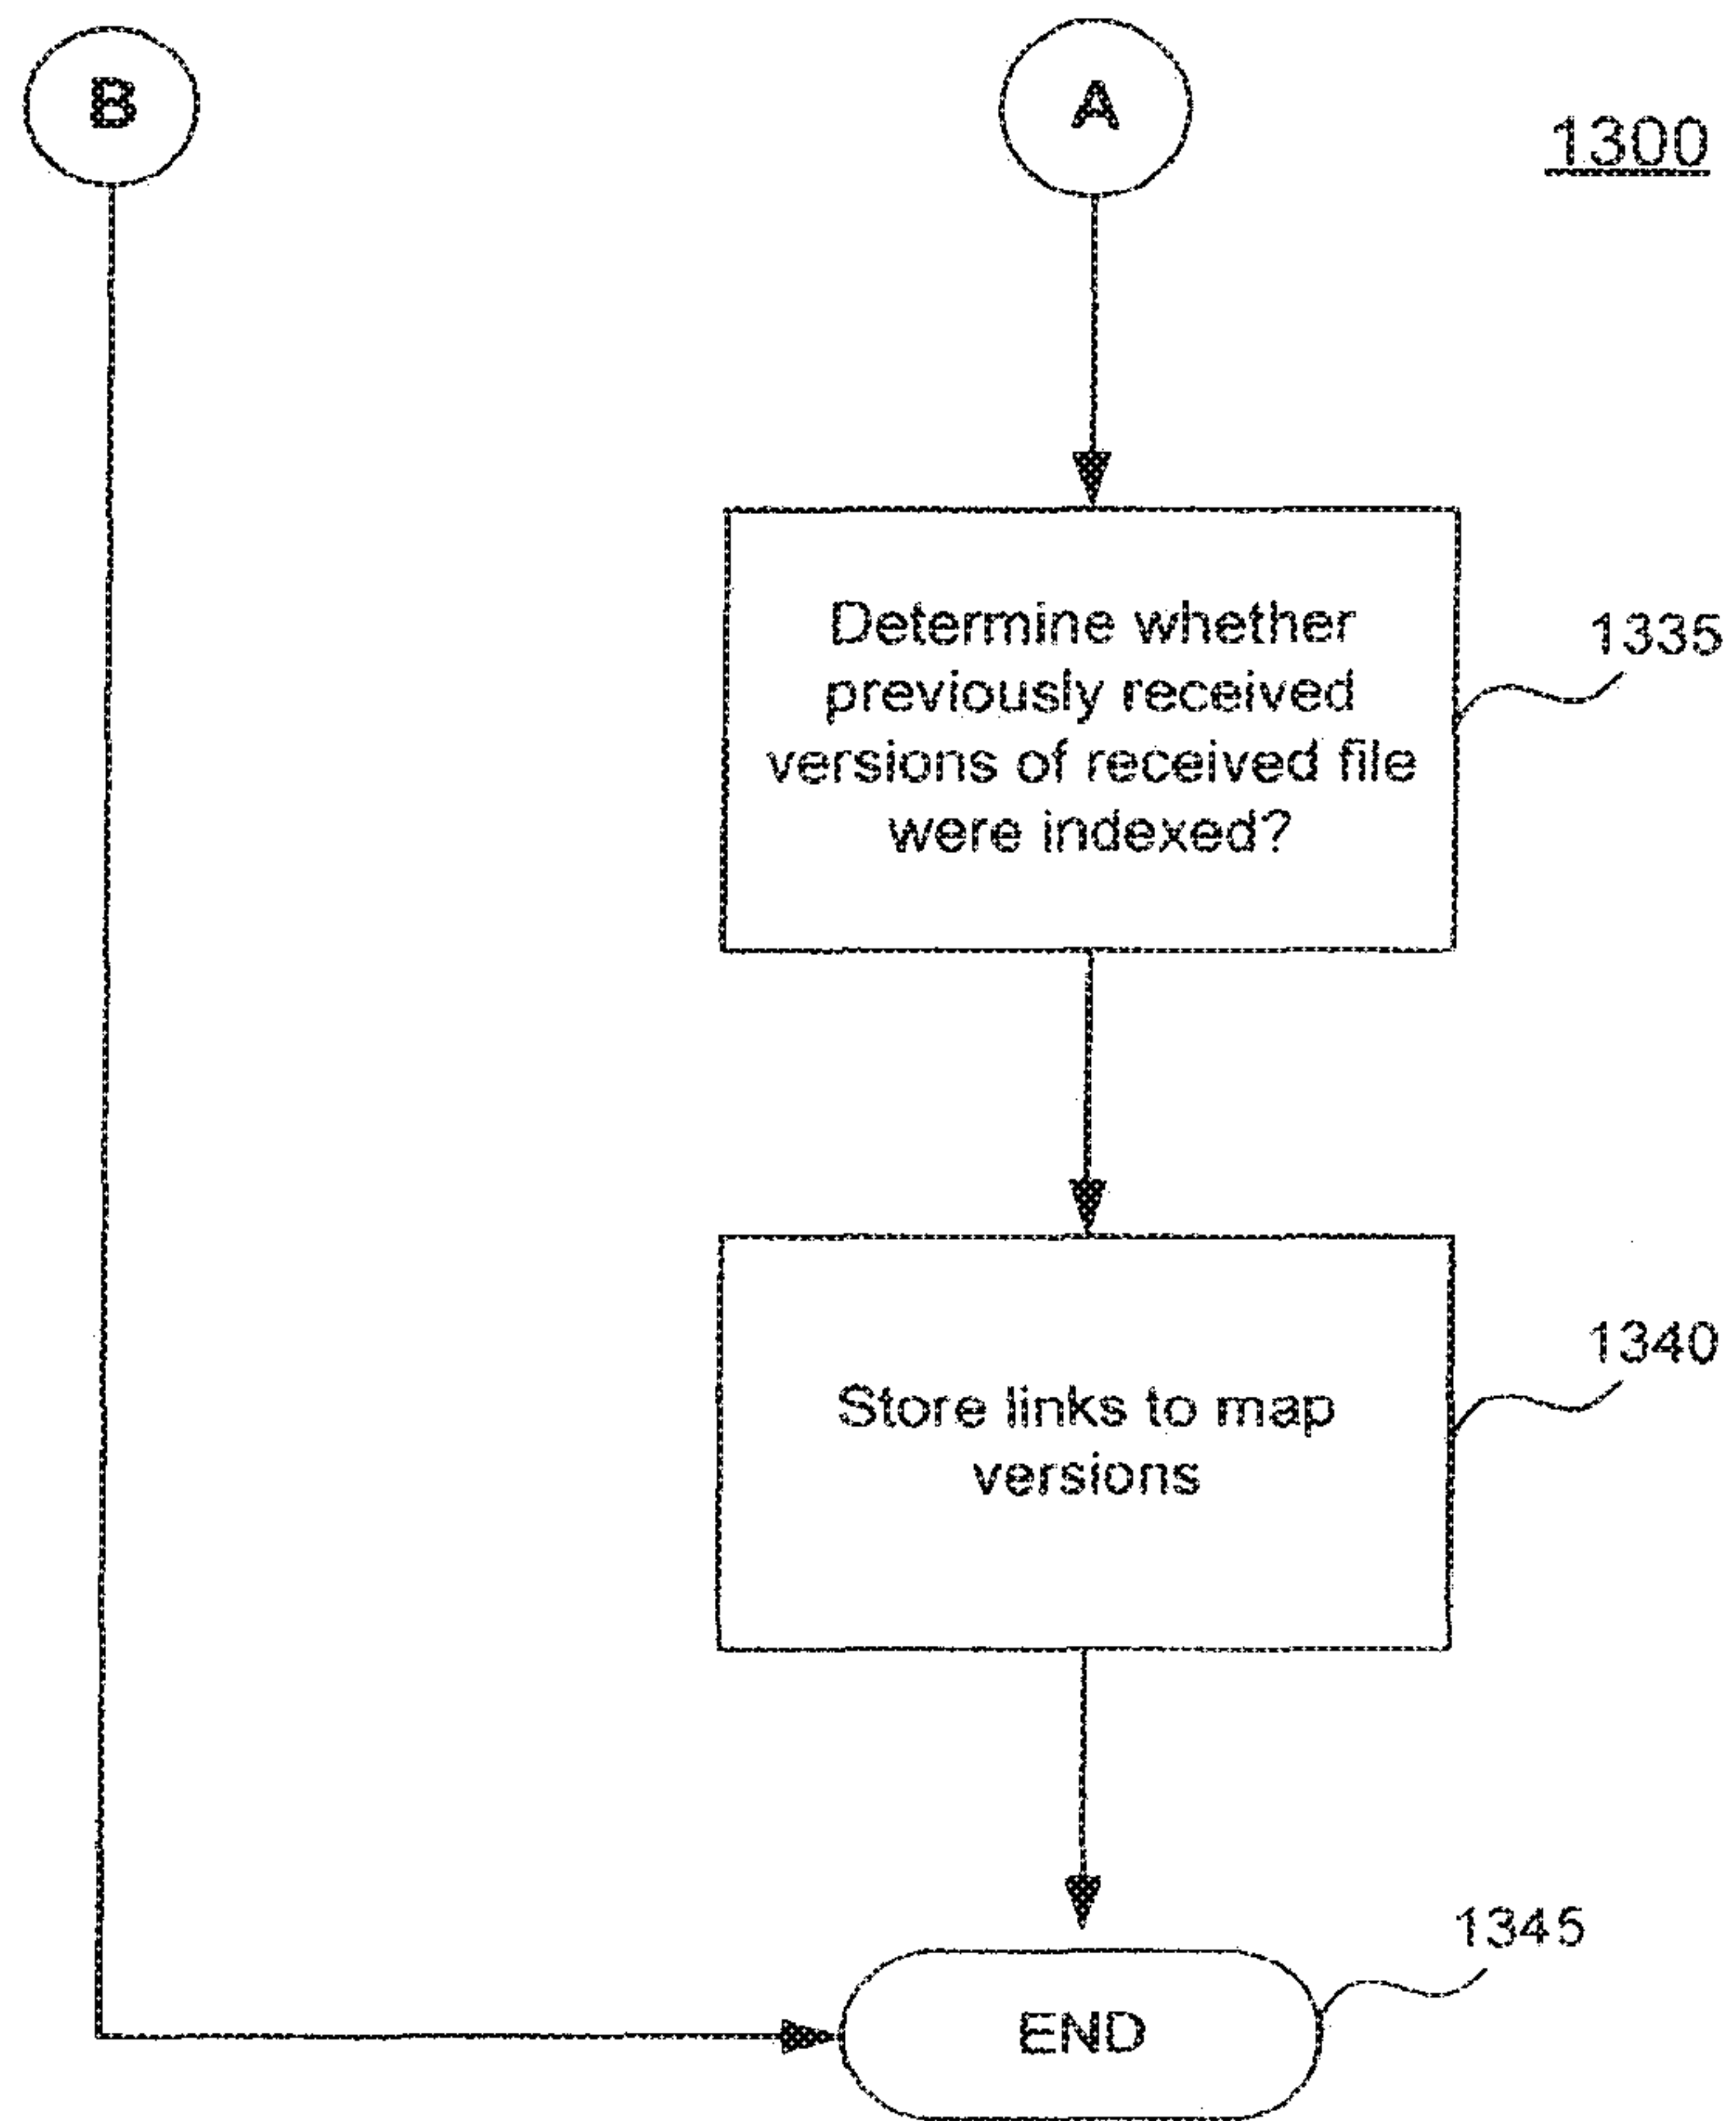 B
A
1300
Determine whether
previously received
versions of received file
were indexed?
1335
Store links to map
versions
1340
END
1345